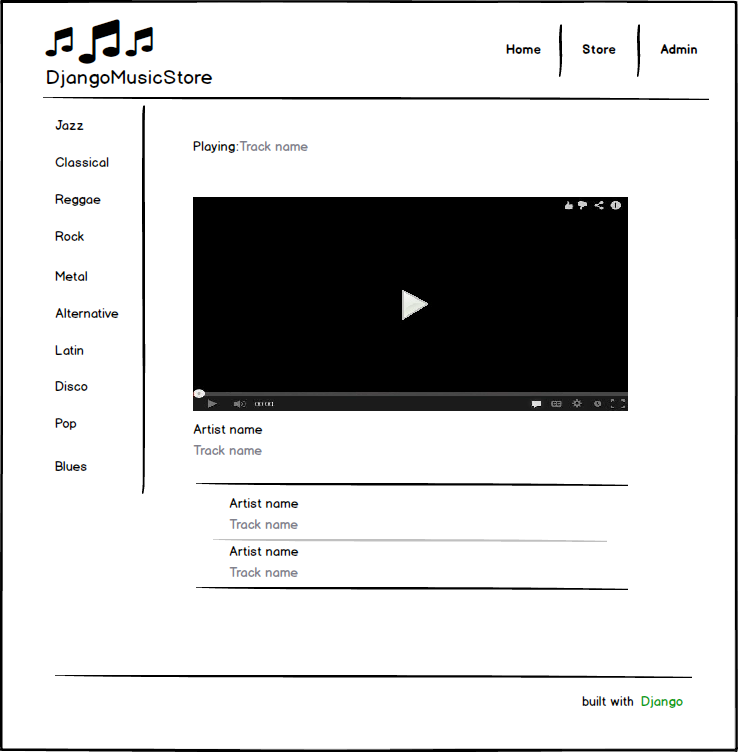 DjangoMusicStore
Home
Store
Admin
Jazz
Classical
Reggae
Rock
Metal
Alternative
Latin
Disco
Pop
Blues
Playing:Track name
00:00
Artist name
Track name
Artist name
Track name
Artist name
Track name
built with Django